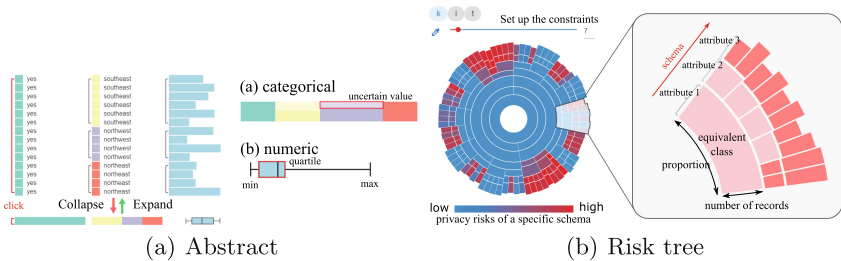 yes southeast
yes southeast
yes southeast
yes southeast
yes southeast
yes southeast
yes northwest
yes northwest
yes northwest
yes northwest
yes northeast
yes northeast
yes northeast
yes northeast
click
Collapse
Expand
(a) categorical
uncertain value
(b) numeric
quartile
min
max
(a) Abstract
k l t
Set up the constraints
7
low
high
privacy risks of a specific schema
schema
attribute 3
attribute 2
attribute 1
equivalent
class
proportion
number of records
(b) Risk tree